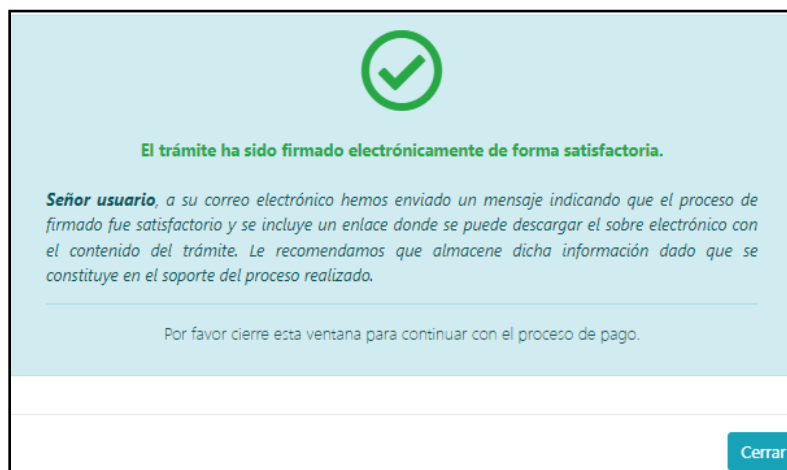 El trámite ha sido firmado electrónicamente de forma satisfactoria.
Señor usuario, a su correo electrónico hemos enviado un mensaje indicando que el proceso de
firmado fue satisfactorio y se incluye un enlace donde se puede descargar el sobre electrónico con
el contenido del trámite. Le recomendamos que almacene dicha información dado que se
constituye en el soporte del proceso realizado.
Por favor cierre esta ventana para continuar con el proceso de pago.
Cerrar